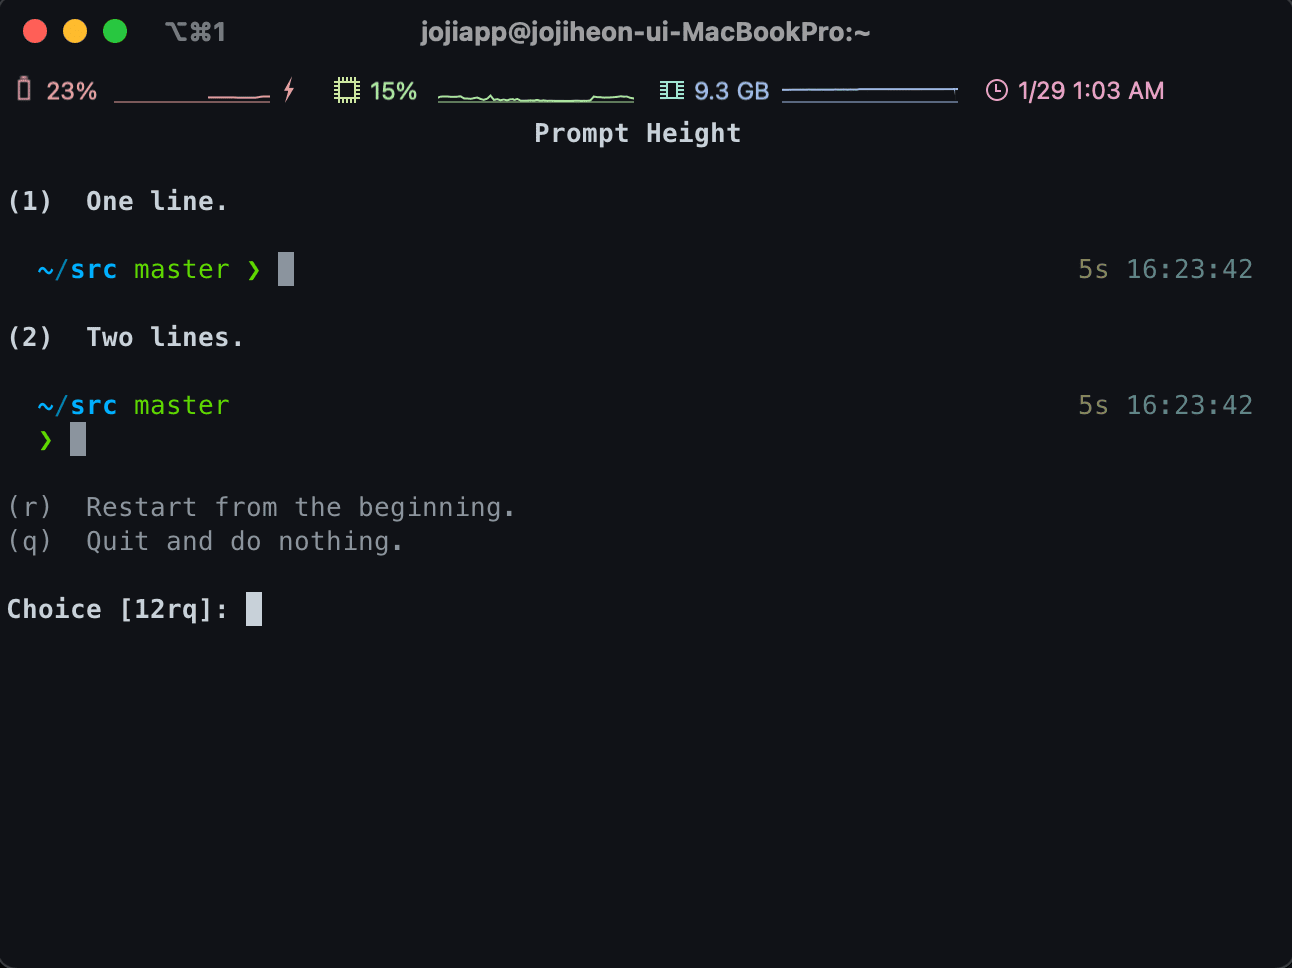 ⌥⌘1 jojiapp@jojiheon-ui-MacBookPro:~
23% 15% 9.3 GB 1/29 1:03 AM
Prompt Height
(1)  One line.
~/src master ❯ 5s 16:23:42
(2)  Two lines.
~/src master 5s 16:23:42
❯
(r)  Restart from the beginning.
(q)  Quit and do nothing.
Choice [12rq]: